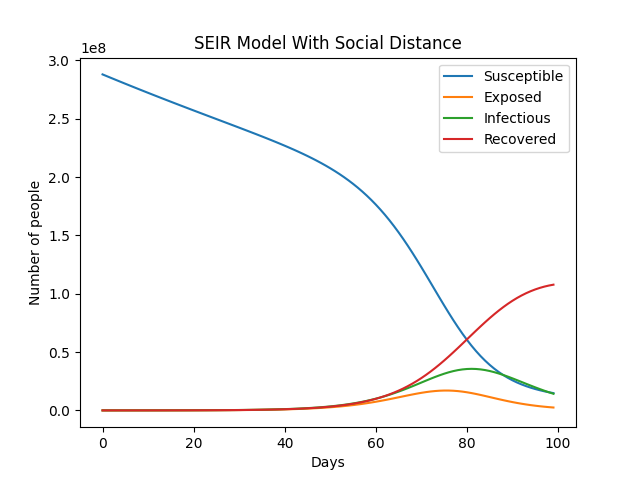 SEIR Model With Social Distance
1e8
3.0
2.5
2.0
1.5
1.0
0.5
0.0
Number of people
Susceptible
Exposed
Infectious
Recovered
0 20 40 60 80 100
Days